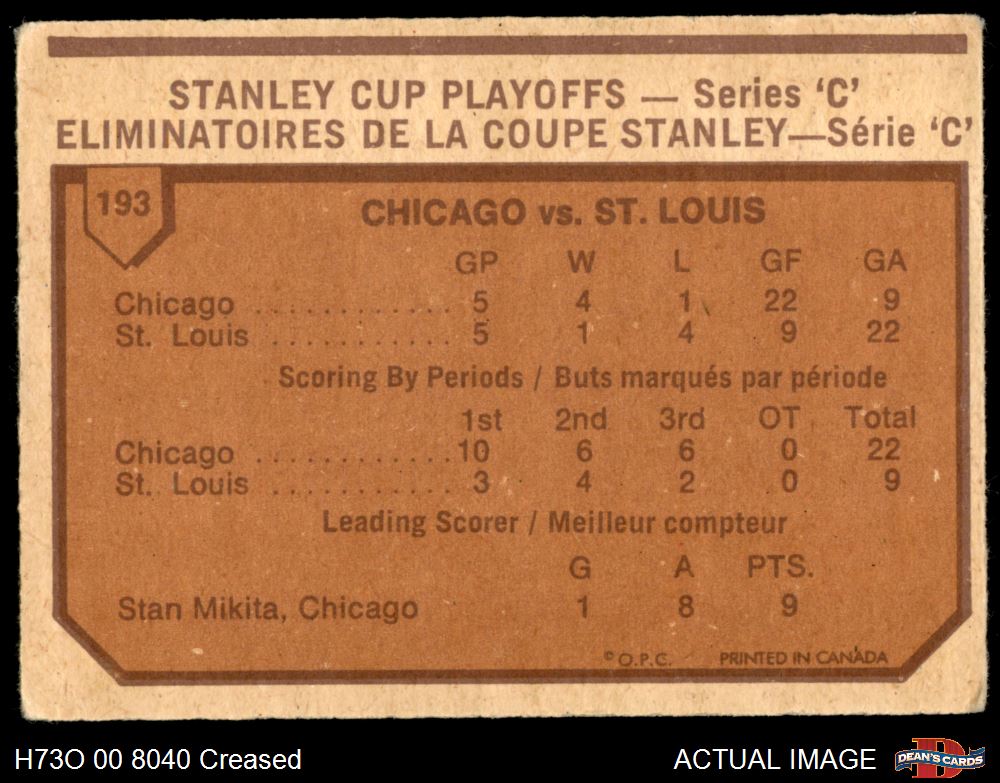 STANLEY CUP PLAYOFFS — Series ‘C’
ELIMINATOIRES DE LA COUPE STANLEY—Série ‘C’
193
CHICAGO vs. ST. LOUIS
GP W L GF GA
Chicago . . . . . . . . . . . . . 5 4 1 22 9
St. Louis . . . . . . . . . . . . 5 1 4 9 22
Scoring By Periods / Buts marqués par période
1st 2nd 3rd OT Total
Chicago . . . . . . . . . . . . . 10 6 6 0 22
St. Louis . . . . . . . . . . . . 3 4 2 0 9
Leading Scorer / Meilleur compteur
G A PTS.
Stan Mikita, Chicago 1 8 9
© O.P.C. PRINTED IN CANADA
H73O 00 8040 Creased ACTUAL IMAGE D DEAN'S CARDS